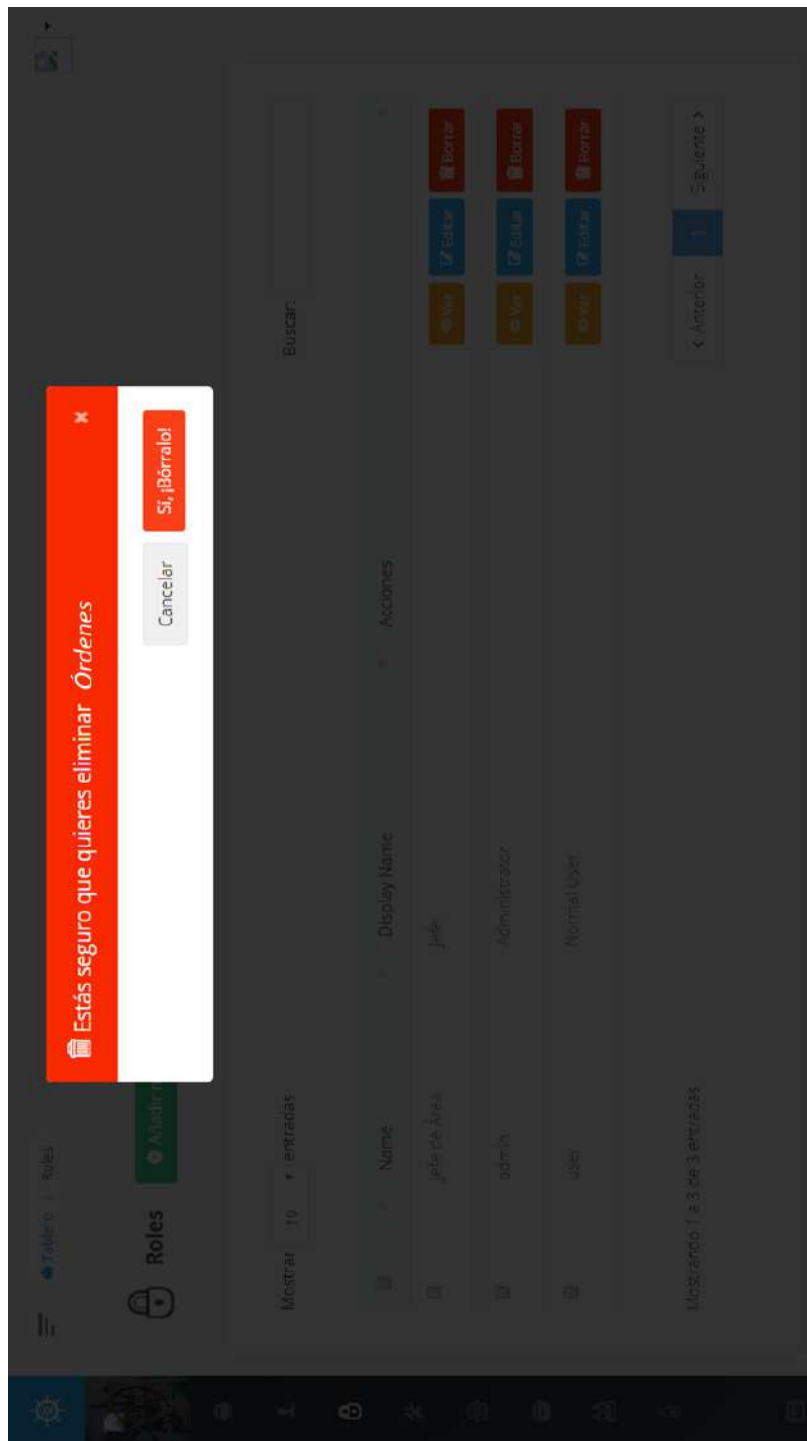 Tablero / Roles
Roles
Añadir
Estás seguro que quieres eliminar Órdenes
Cancelar
Sí, ¡Bórralo!
Mostrar 10 entradas
Buscar:
Name Display Name Acciones
Jefe de Área Jefe Ver Editar Borrar
admin Administrator Ver Editar Borrar
user Normal User Ver Editar Borrar
Mostrando 1 a 3 de 3 entradas
< Anterior 1 Siguiente >